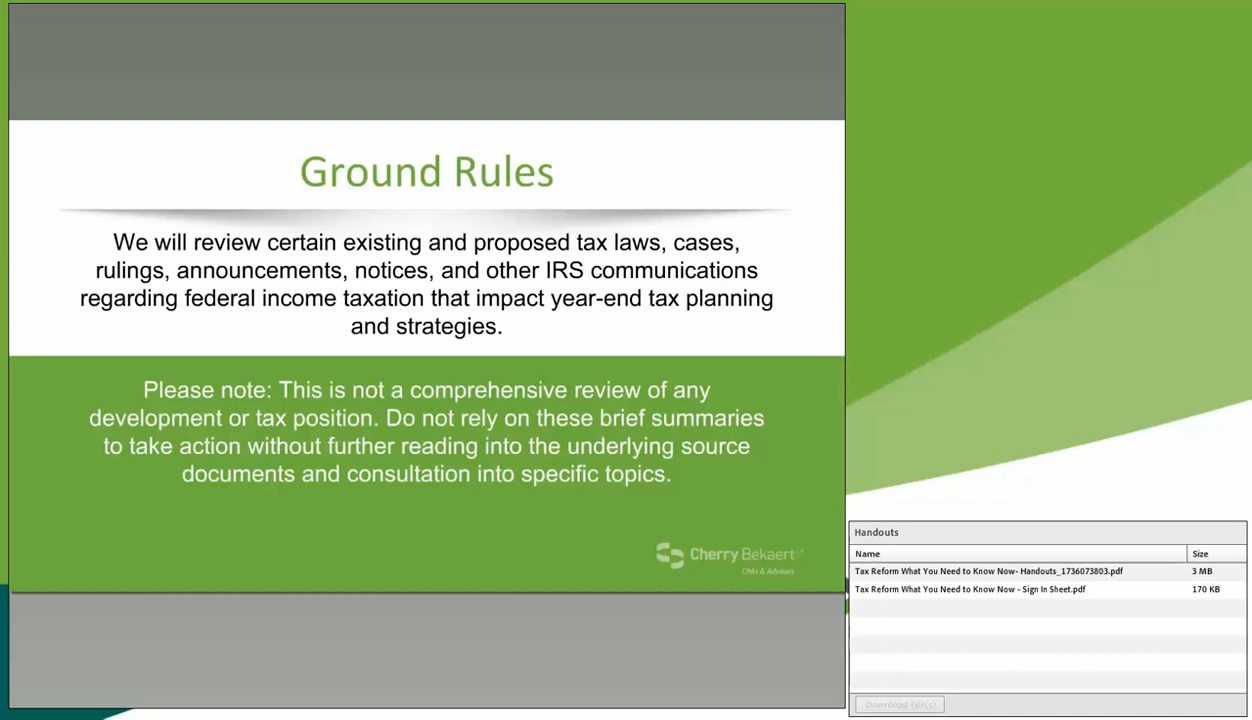 Ground Rules
We will review certain existing and proposed tax laws, cases,
rulings, announcements, notices, and other IRS communications
regarding federal income taxation that impact year-end tax planning
and strategies.
Please note: This is not a comprehensive review of any
development or tax position. Do not rely on these brief summaries
to take action without further reading into the underlying source
documents and consultation into specific topics.
Cherry Bekaert
CPAs & Advisors
Handouts
Name Size
Tax Reform What You Need to Know Now- Handouts_1736073803.pdf 3 MB
Tax Reform What You Need to Know Now - Sign In Sheet.pdf 170 KB
Download File(s)